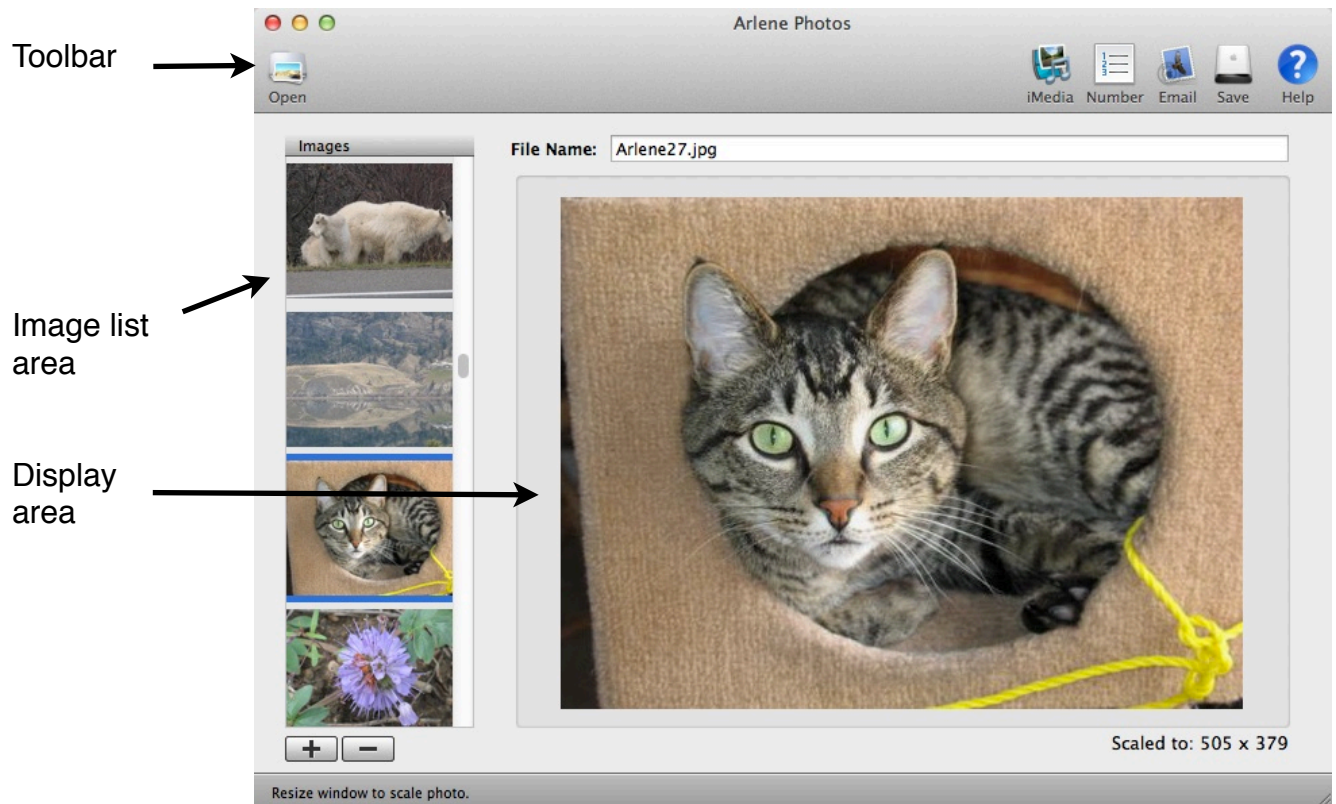 Arlene Photos
Toolbar
Open
iMedia Number Email Save Help
Images
File Name: Arlene27.jpg
Image list
area
Display
area
Scaled to: 505 x 379
Resize window to scale photo.